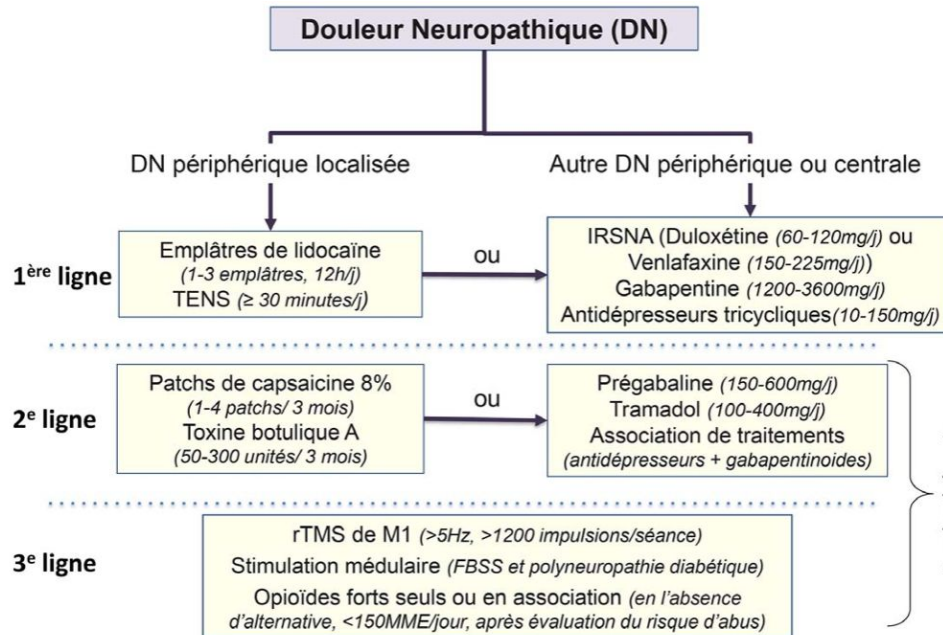 Douleur Neuropathique (DN)
DN périphérique localisée
Autre DN périphérique ou centrale
1ère ligne
Emplâtres de lidocaïne
(1-3 emplâtres, 12h/j)
TENS (≥ 30 minutes/j)
ou
IRSNA (Duloxétine (60-120mg/j) ou
Venlafaxine (150-225mg/j))
Gabapentine (1200-3600mg/j)
Antidépresseurs tricycliques(10-150mg/j)
2e ligne
Patchs de capsaicine 8%
(1-4 patchs/ 3 mois)
Toxine botulique A
(50-300 unités/ 3 mois)
ou
Prégabaline (150-600mg/j)
Tramadol (100-400mg/j)
Association de traitements
(antidépresseurs + gabapentinoides)
3e ligne
rTMS de M1 (>5Hz, >1200 impulsions/séance)
Stimulation médulaire (FBSS et polyneuropathie diabétique)
Opioïdes forts seuls ou en association (en l'absence
d'alternative, <150MME/jour, après évaluation du risque d'abus)